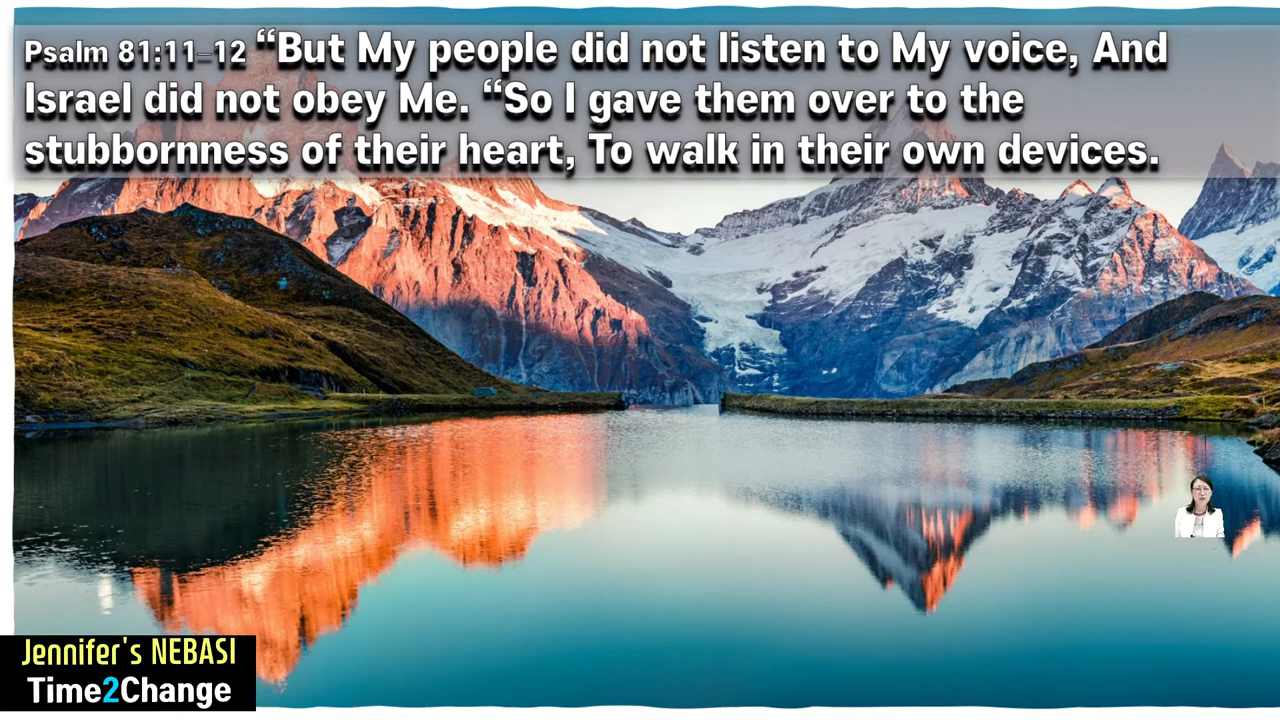 Psalm 81:11–12 “But My people did not listen to My voice, And
Israel did not obey Me. “So I gave them over to the
stubbornness of their heart, To walk in their own devices.
Jennifer's NEBASI
Time2Change